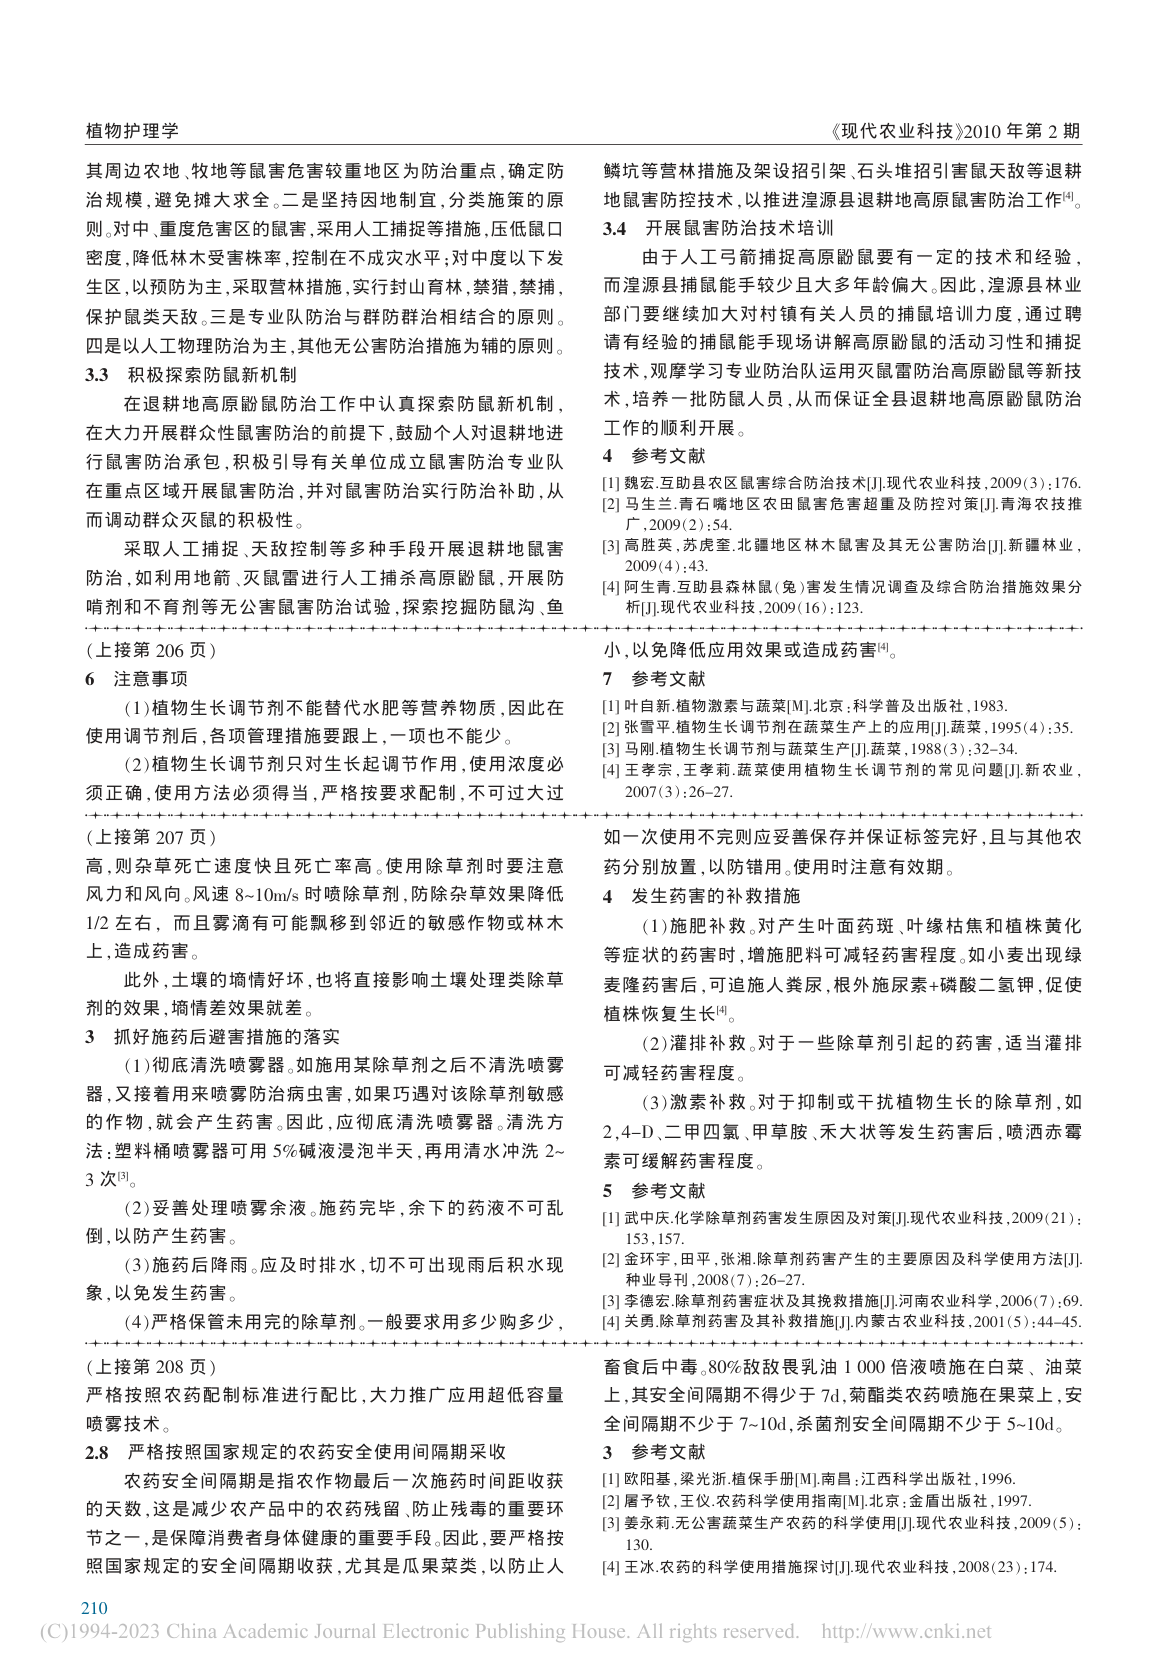 植物护理学
《现代农业科技》2010 年第 2 期
其周边农地、牧地等鼠害危害较重地区为防治重点,确定防
治规模,避免摊大求全。二是坚持因地制宜,分类施策的原
则。对中、重度危害区的鼠害,采用人工捕捉等措施,压低鼠口
密度,降低林木受害株率,控制在不成灾水平;对中度以下发
生区,以预防为主,采取营林措施,实行封山育林,禁猎,禁捕,
保护鼠类天敌。三是专业队防治与群防群治相结合的原则。
四是以人工物理防治为主,其他无公害防治措施为辅的原则。
3.3 积极探索防鼠新机制
在退耕地高原鼢鼠防治工作中认真探索防鼠新机制,
在大力开展群众性鼠害防治的前提下,鼓励个人对退耕地进
行鼠害防治承包,积极引导有关单位成立鼠害防治专业队
在重点区域开展鼠害防治,并对鼠害防治实行防治补助,从
而调动群众灭鼠的积极性。
采取人工捕捉、天敌控制等多种手段开展退耕地鼠害
防治,如利用地箭、灭鼠雷进行人工捕杀高原鼢鼠,开展防
啃剂和不育剂等无公害鼠害防治试验,探索挖掘防鼠沟、鱼
鳞坑等营林措施及架设招引架、石头堆招引害鼠天敌等退耕
地鼠害防控技术,以推进湟源县退耕地高原鼠害防治工作[4]。
3.4 开展鼠害防治技术培训
由于人工弓箭捕捉高原鼢鼠要有一定的技术和经验,
而湟源县捕鼠能手较少且大多年龄偏大。因此,湟源县林业
部门要继续加大对村镇有关人员的捕鼠培训力度,通过聘
请有经验的捕鼠能手现场讲解高原鼢鼠的活动习性和捕捉
技术,观摩学习专业防治队运用灭鼠雷防治高原鼢鼠等新技
术,培养一批防鼠人员,从而保证全县退耕地高原鼢鼠防治
工作的顺利开展。
4 参考文献
[1] 魏宏.互助县农区鼠害综合防治技术[J].现代农业科技,2009(3):176.
[2] 马生兰.青石嘴地区农田鼠害危害超重及防控对策[J].青海农技推
广,2009(2):54.
[3] 高胜英,苏虎奎.北疆地区林木鼠害及其无公害防治[J].新疆林业,
2009(4):43.
[4] 阿生青.互助县森林鼠(兔)害发生情况调查及综合防治措施效果分
析[J].现代农业科技,2009(16):123.
(上接第 206 页)
6 注意事项
(1)植物生长调节剂不能替代水肥等营养物质,因此在
使用调节剂后,各项管理措施要跟上,一项也不能少。
(2)植物生长调节剂只对生长起调节作用,使用浓度必
须正确,使用方法必须得当,严格按要求配制,不可过大过
小,以免降低应用效果或造成药害[4]。
7 参考文献
[1] 叶自新.植物激素与蔬菜[M].北京:科学普及出版社,1983.
[2] 张雪平.植物生长调节剂在蔬菜生产上的应用[J].蔬菜,1995(4):35.
[3] 马刚.植物生长调节剂与蔬菜生产[J].蔬菜,1988(3):32–34.
[4] 王孝宗,王孝莉.蔬菜使用植物生长调节剂的常见问题[J].新农业,
2007(3):26–27.
(上接第 207 页)
高,则杂草死亡速度快且死亡率高。使用除草剂时要注意
风力和风向。风速 8~10m/s 时喷除草剂,防除杂草效果降低
1/2 左右,而且雾滴有可能飘移到邻近的敏感作物或林木
上,造成药害。
此外,土壤的墒情好坏,也将直接影响土壤处理类除草
剂的效果,墒情差效果就差。
3 抓好施药后避害措施的落实
(1)彻底清洗喷雾器。如施用某除草剂之后不清洗喷雾
器,又接着用来喷雾防治病虫害,如果巧遇对该除草剂敏感
的作物,就会产生药害。因此,应彻底清洗喷雾器。清洗方
法:塑料桶喷雾器可用 5%碱液浸泡半天,再用清水冲洗 2~
3 次[3]。
(2)妥善处理喷雾余液。施药完毕,余下的药液不可乱
倒,以防产生药害。
(3)施药后降雨。应及时排水,切不可出现雨后积水现
象,以免发生药害。
(4)严格保管未用完的除草剂。一般要求用多少购多少,
如一次使用不完则应妥善保存并保证标签完好,且与其他农
药分别放置,以防错用。使用时注意有效期。
4 发生药害的补救措施
(1)施肥补救。对产生叶面药斑、叶缘枯焦和植株黄化
等症状的药害时,增施肥料可减轻药害程度。如小麦出现绿
麦隆药害后,可追施人粪尿,根外施尿素+磷酸二氢钾,促使
植株恢复生长[4]。
(2)灌排补救。对于一些除草剂引起的药害,适当灌排
可减轻药害程度。
(3)激素补救。对于抑制或干扰植物生长的除草剂,如
2,4–D、二甲四氯、甲草胺、禾大状等发生药害后,喷洒赤霉
素可缓解药害程度。
5 参考文献
[1] 武中庆.化学除草剂药害发生原因及对策[J].现代农业科技,2009(21):
153,157.
[2] 金环宇,田平,张湘.除草剂药害产生的主要原因及科学使用方法[J].
种业导刊,2008(7):26–27.
[3] 李德宏.除草剂药害症状及其挽救措施[J].河南农业科学,2006(7):69.
[4] 关勇.除草剂药害及其补救措施[J].内蒙古农业科技,2001(5):44–45.
(上接第 208 页)
严格按照农药配制标准进行配比,大力推广应用超低容量
喷雾技术。
2.8 严格按照国家规定的农药安全使用间隔期采收
农药安全间隔期是指农作物最后一次施药时间距收获
的天数,这是减少农产品中的农药残留、防止残毒的重要环
节之一,是保障消费者身体健康的重要手段。因此,要严格按
照国家规定的安全间隔期收获,尤其是瓜果菜类,以防止人
畜食后中毒。80%敌敌畏乳油 1 000 倍液喷施在白菜、油菜
上,其安全间隔期不得少于 7d,菊酯类农药喷施在果菜上,安
全间隔期不少于 7~10d,杀菌剂安全间隔期不少于 5~10d。
3 参考文献
[1] 欧阳基,梁光浙.植保手册[M].南昌:江西科学出版社,1996.
[2] 屠予钦,王仪.农药科学使用指南[M].北京:金盾出版社,1997.
[3] 姜永莉.无公害蔬菜生产农药的科学使用[J].现代农业科技,2009(5):
130.
[4] 王冰.农药的科学使用措施探讨[J].现代农业科技,2008(23):174.
210
(C)1994-2023 China Academic Journal Electronic Publishing House. All rights reserved. http://www.cnki.net